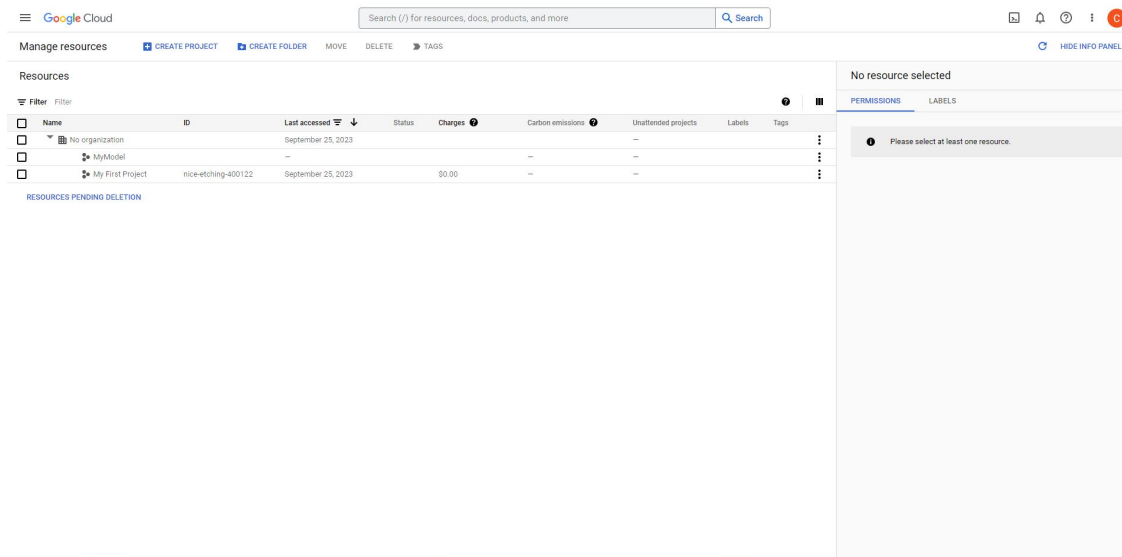 Google Cloud
Search (/) for resources, docs, products, and more
Search
C
Manage resources
CREATE PROJECT
CREATE FOLDER
MOVE
DELETE
TAGS
HIDE INFO PANEL
Resources
No resource selected
Filter Filter
PERMISSIONS
LABELS
Name ID Last accessed Status Charges Carbon emissions Unattended projects Labels Tags
No organization September 25, 2023 —
Please select at least one resource.
MyModel — — —
My First Project nice-etching-400122 September 25, 2023 $0.00 — —
RESOURCES PENDING DELETION